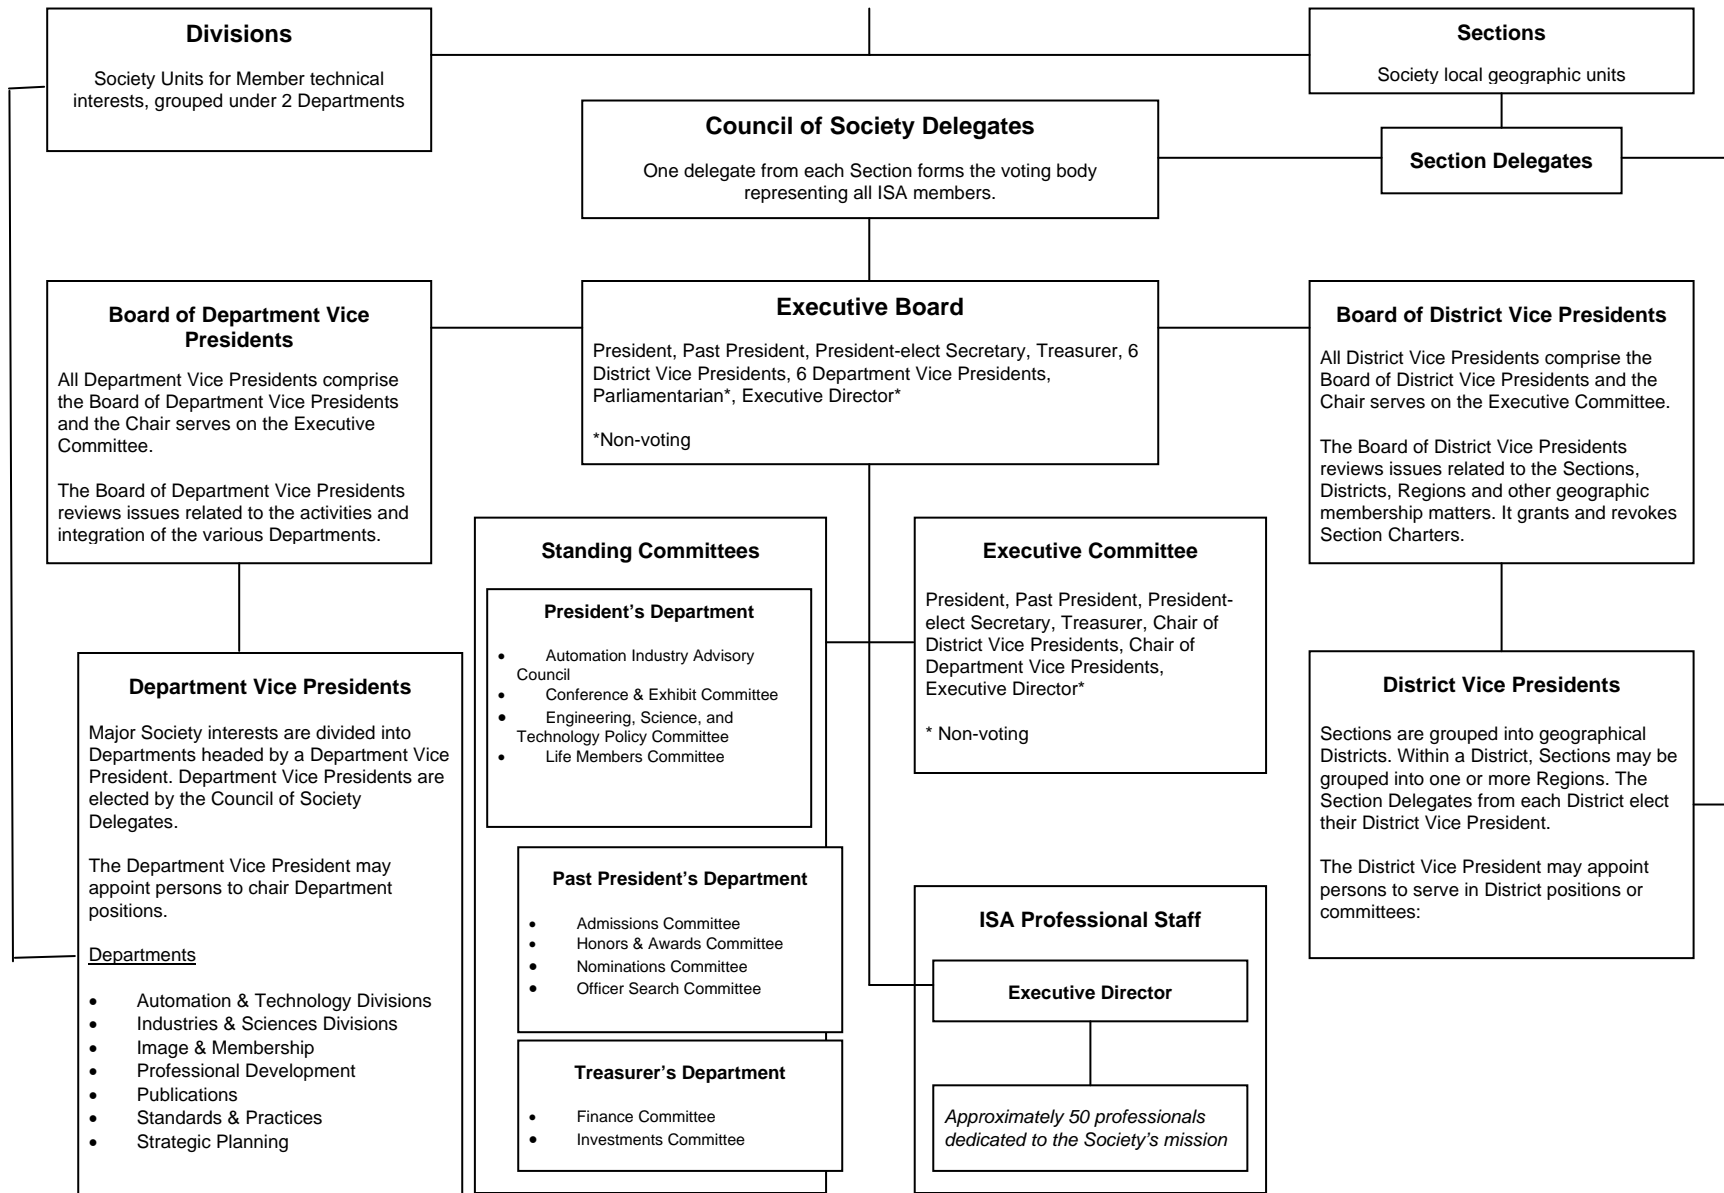 Divisions
Society Units for Member technical
interests, grouped under 2 Departments
Sections
Society local geographic units
Council of Society Delegates
One delegate from each Section forms the voting body
representing all ISA members.
Section Delegates
Board of Department Vice
Presidents
All Department Vice Presidents comprise
the Board of Department Vice Presidents
and the Chair serves on the Executive
Committee.
The Board of Department Vice Presidents
reviews issues related to the activities and
integration of the various Departments.
Executive Board
President, Past President, President-elect Secretary, Treasurer, 6
District Vice Presidents, 6 Department Vice Presidents,
Parliamentarian*, Executive Director*
*Non-voting
Board of District Vice Presidents
All District Vice Presidents comprise the
Board of District Vice Presidents and the
Chair serves on the Executive Committee.
The Board of District Vice Presidents
reviews issues related to the Sections,
Districts, Regions and other geographic
membership matters. It grants and revokes
Section Charters.
Department Vice Presidents
Major Society interests are divided into
Departments headed by a Department Vice
President. Department Vice Presidents are
elected by the Council of Society
Delegates.
The Department Vice President may
appoint persons to chair Department
positions.
Departments
• Automation & Technology Divisions
• Industries & Sciences Divisions
• Image & Membership
• Professional Development
• Publications
• Standards & Practices
• Strategic Planning
Standing Committees
President’s Department
• Automation Industry Advisory
Council
• Conference & Exhibit Committee
• Engineering, Science, and
Technology Policy Committee
• Life Members Committee
Past President’s Department
• Admissions Committee
• Honors & Awards Committee
• Nominations Committee
• Officer Search Committee
Treasurer’s Department
• Finance Committee
• Investments Committee
Executive Committee
President, Past President, President-
elect Secretary, Treasurer, Chair of
District Vice Presidents, Chair of
Department Vice Presidents,
Executive Director*
* Non-voting
ISA Professional Staff
Executive Director
Approximately 50 professionals
dedicated to the Society’s mission
District Vice Presidents
Sections are grouped into geographical
Districts. Within a District, Sections may be
grouped into one or more Regions. The
Section Delegates from each District elect
their District Vice President.
The District Vice President may appoint
persons to serve in District positions or
committees: